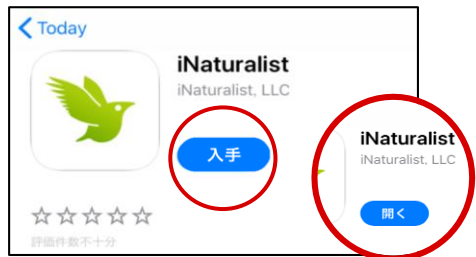 Today
iNaturalist
iNaturalist, LLC
入手
評価件数不十分
iNaturalist
iNaturalist, LLC
開く